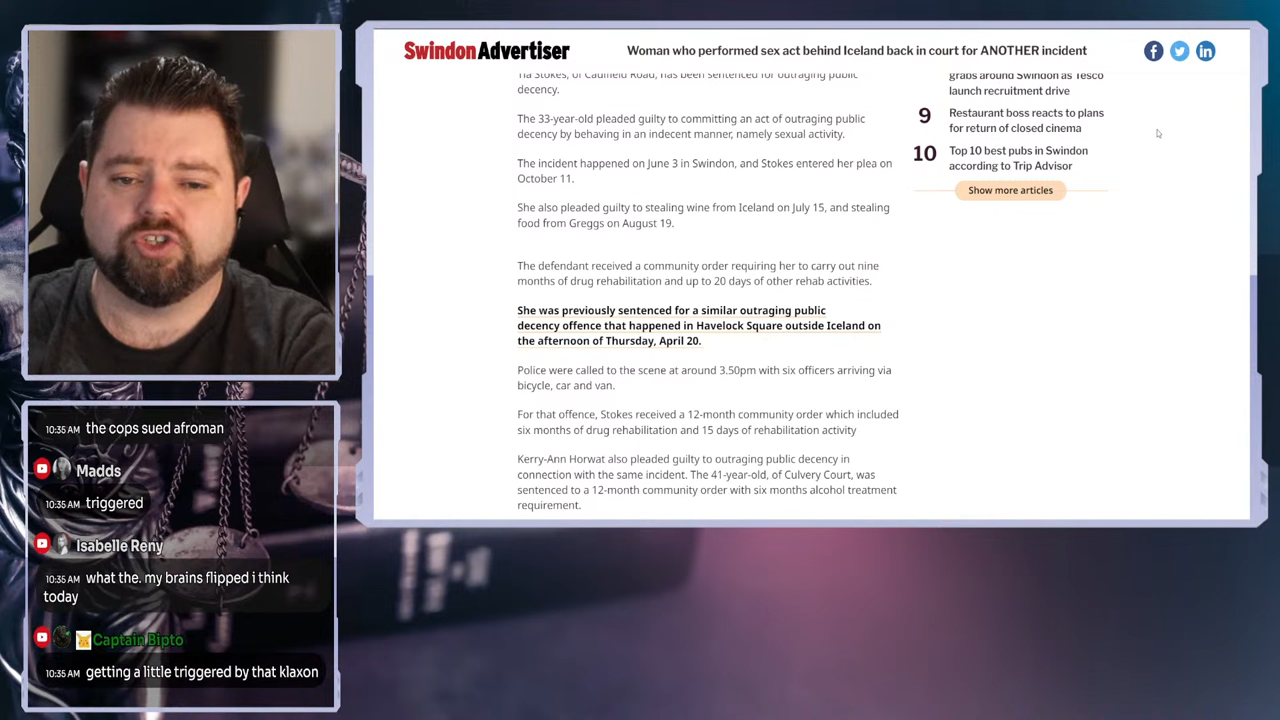 SwindonAdvertiser
Woman who performed sex act behind Iceland back in court for ANOTHER incident
Tia Stokes, of Caulfield Road, has been sentenced for outraging public
decency.
The 33-year-old pleaded guilty to committing an act of outraging public
decency by behaving in an indecent manner, namely sexual activity.
The incident happened on June 3 in Swindon, and Stokes entered her plea on
October 11.
She also pleaded guilty to stealing wine from Iceland on July 15, and stealing
food from Greggs on August 19.
The defendant received a community order requiring her to carry out nine
months of drug rehabilitation and up to 20 days of other rehab activities.
She was previously sentenced for a similar outraging public
decency offence that happened in Havelock Square outside Iceland on
the afternoon of Thursday, April 20.
Police were called to the scene at around 3.50pm with six officers arriving via
bicycle, car and van.
For that offence, Stokes received a 12-month community order which included
six months of drug rehabilitation and 15 days of rehabilitation activity
Kerry-Ann Horwat also pleaded guilty to outraging public decency in
connection with the same incident. The 41-year-old, of Culvery Court, was
sentenced to a 12-month community order with six months alcohol treatment
requirement.
grabs around Swindon as Tesco
launch recruitment drive
9 Restaurant boss reacts to plans
for return of closed cinema
10 Top 10 best pubs in Swindon
according to Trip Advisor
Show more articles
10:35 AM the cops sued afroman
Madds
10:35 AM triggered
Isabelle Reny
10:35 AM what the. my brains flipped i think
today
Captain Bipto
10:35 AM getting a little triggered by that klaxon